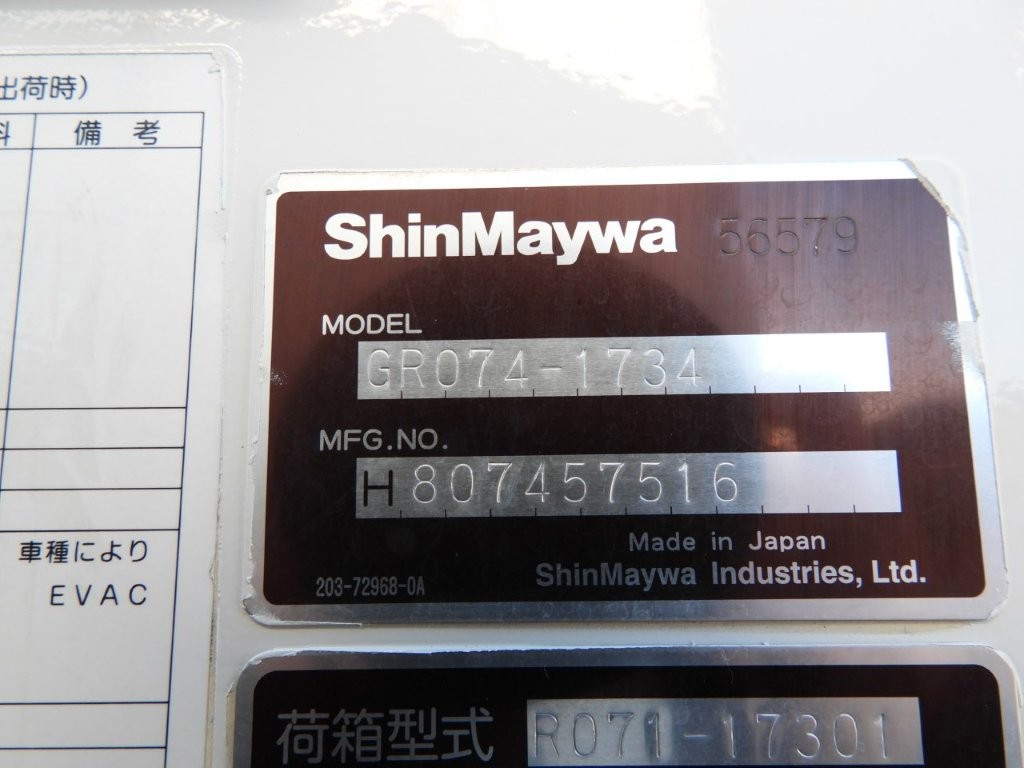 出荷時）
料 備考
車種により
EVAC
ShinMaywa 56579
MODEL
GR074-1734
MFG.NO.
H807457516
Made in Japan
203-72968-0A ShinMaywa Industries, Ltd.
荷箱型式 R071-17301